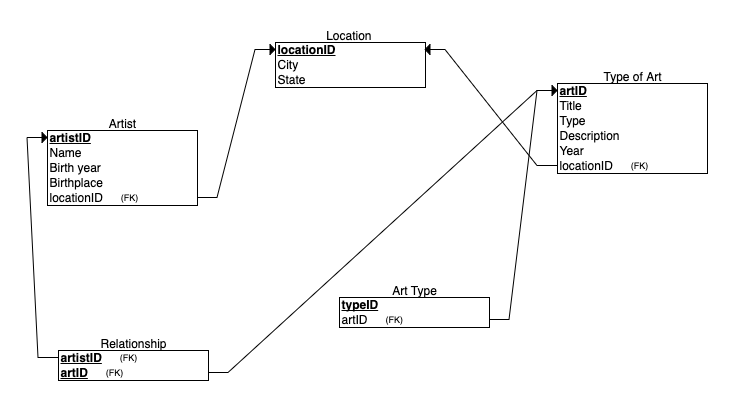 Location
locationID
City
State
Type of Art
artID
Title
Type
Description
Year
locationID (FK)
Artist
artistID
Name
Birth year
Birthplace
locationID (FK)
Art Type
typeID
artID (FK)
Relationship
artistID (FK)
artID (FK)